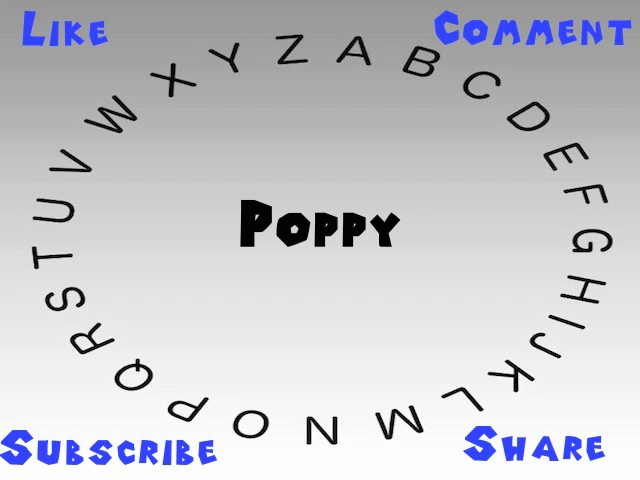 Like
Comment
A B C D E F G H I J K L M N O P Q R S T U V W X Y Z
Poppy
Subscribe
Share